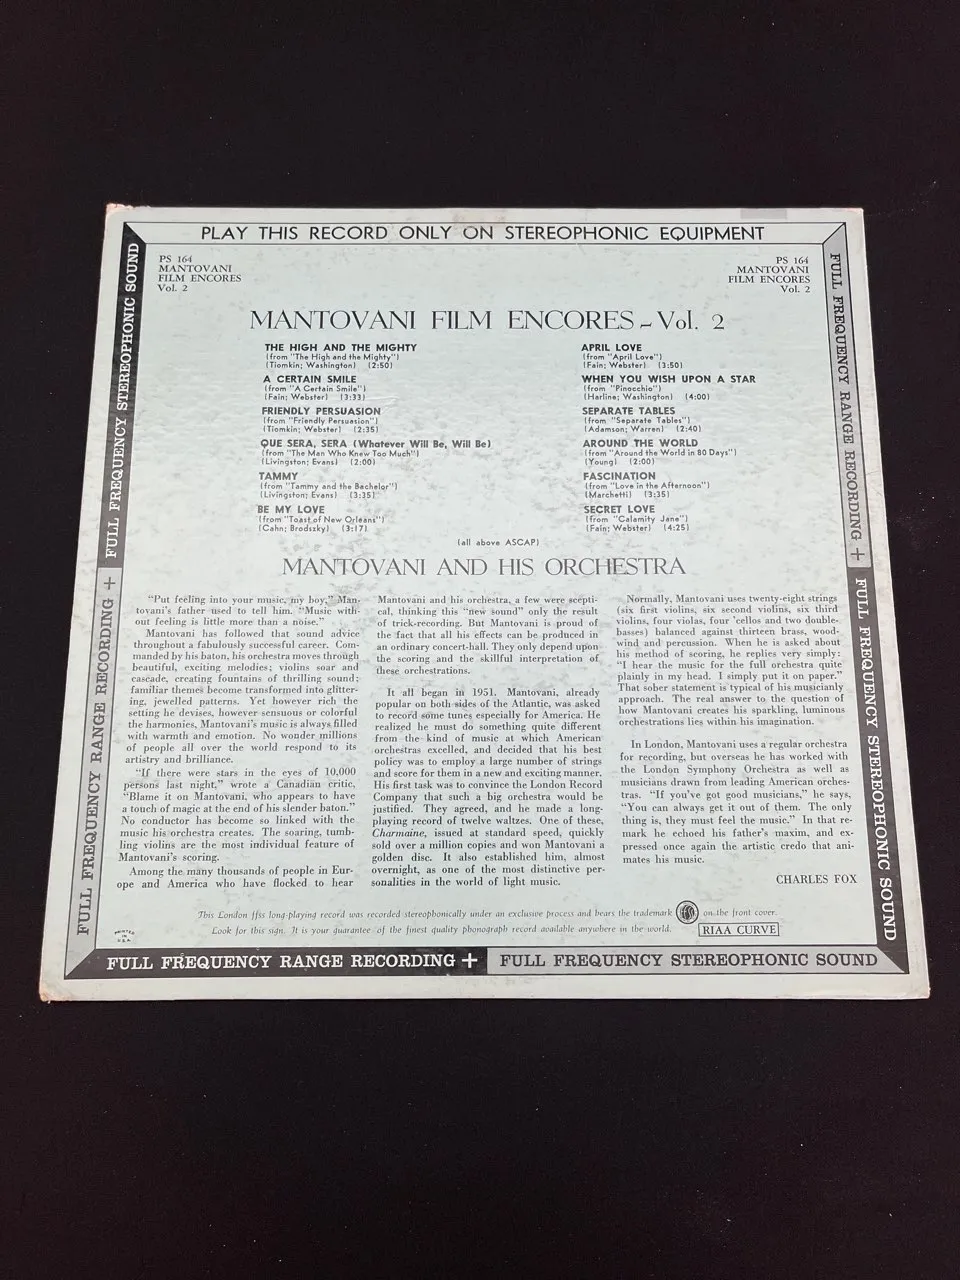 PLAY THIS RECORD ONLY ON STEREOPHONIC EQUIPMENT
PS 164
MANTOVANI
FILM ENCORES
Vol. 2
PS 164
MANTOVANI
FILM ENCORES
Vol. 2
MANTOVANI FILM ENCORES - Vol. 2
THE HIGH AND THE MIGHTY
(from "The High and the Mighty")
(Tiomkin; Washington) (2:50)
A CERTAIN SMILE
(from "A Certain Smile")
(Fain; Webster) (3:33)
FRIENDLY PERSUASION
(from "Friendly Persuasion")
(Tiomkin; Webster) (2:35)
QUE SERA, SERA (Whatever Will Be, Will Be)
(from "The Man Who Knew Too Much")
(Livingston; Evans) (2:00)
TAMMY
(from "Tammy and the Bachelor")
(Livingston; Evans) (3:35)
BE MY LOVE
(from "Toast of New Orleans")
(Cahn; Brodszky) (3:17)
APRIL LOVE
(from "April Love")
(Fain; Webster) (3:50)
WHEN YOU WISH UPON A STAR
(from "Pinocchio")
(Harline; Washington) (4:00)
SEPARATE TABLES
(from "Separate Tables")
(Adamson; Warren) (2:40)
AROUND THE WORLD
(from "Around the World in 80 Days")
(Young) (2:00)
FASCINATION
(from "Love in the Afternoon")
(Marchetti) (3:35)
SECRET LOVE
(from "Calamity Jane")
(Fain; Webster) (4:25)
(all above ASCAP)
MANTOVANI AND HIS ORCHESTRA
"Put feeling into your music, my boy," Man-
tovani's father used to tell him. "Music with-
out feeling is little more than a noise."
Mantovani has followed that sound advice
throughout a fabulously successful career. Com-
manded by his baton, his orchestra moves through
beautiful, exciting melodies; violins soar and
cascade, creating fountains of thrilling sound;
familiar themes become transformed into glitter-
ing, jewelled patterns. Yet however rich the
setting he devises, however sensuous or colorful
the harmonies, Mantovani's music is always filled
with warmth and emotion. No wonder millions
of people all over the world respond to its
artistry and brilliance.
"If there were stars in the eyes of 10,000
persons last night," wrote a Canadian critic,
"Blame it on Mantovani, who appears to have
a touch of magic at the end of his slender baton."
No conductor has become so linked with the
music his orchestra creates. The soaring, tumb-
ling violins are the most individual feature of
Mantovani's scoring.
Among the many thousands of people in Eur-
ope and America who have flocked to hear
Mantovani and his orchestra, a few were scepti-
cal, thinking this "new sound" only the result
of trick-recording. But Mantovani is proud of
the fact that all his effects can be produced in
an ordinary concert-hall. They only depend upon
the scoring and the skillful interpretation of
these orchestrations.
It all began in 1951. Mantovani, already
popular on both sides of the Atlantic, was asked
to record some tunes especially for America. He
realized he must do something quite different
from the kind of music at which American
orchestras excelled, and decided that his best
policy was to employ a large number of strings
and score for them in a new and exciting manner.
His first task was to convince the London Record
Company that such a big orchestra would be
justified. They agreed, and he made a long-
playing record of twelve waltzes. One of these,
Charmaine, issued at standard speed, quickly
sold over a million copies and won Mantovani a
golden disc. It also established him, almost
overnight, as one of the most distinctive per-
sonalities in the world of light music.
Normally, Mantovani uses twenty-eight strings
(six first violins, six second violins, six third
violins, four violas, four 'cellos and two double-
basses) balanced against thirteen brass, wood-
wind and percussion. When he is asked about
his method of scoring, he replies very simply:
"I hear the music for the full orchestra quite
plainly in my head. I simply put it on paper."
That sober statement is typical of his musicianly
approach. The real answer to the question of
how Mantovani creates his sparkling, luminous
orchestrations lies within his imagination.
In London, Mantovani uses a regular orchestra
for recording, but overseas he has worked with
the London Symphony Orchestra as well as
musicians drawn from leading American orches-
tras. "If you've got good musicians," he says,
"You can always get it out of them. The only
thing is, they must feel the music." In that re-
mark he echoed his father's maxim, and ex-
pressed once again the artistic credo that ani-
mates his music.
CHARLES FOX
This London ffss long-playing record was recorded stereophonically under an exclusive process and bears the trademark on the front cover.
Look for this sign. It is your guarantee of the finest quality phonograph record available anywhere in the world. RIAA CURVE
PRINTED
IN
U.S.A.
FULL FREQUENCY RANGE RECORDING + FULL FREQUENCY STEREOPHONIC SOUND
FULL FREQUENCY RANGE RECORDING + FULL FREQUENCY STEREOPHONIC SOUND
FULL FREQUENCY RANGE RECORDING + FULL FREQUENCY STEREOPHONIC SOUND